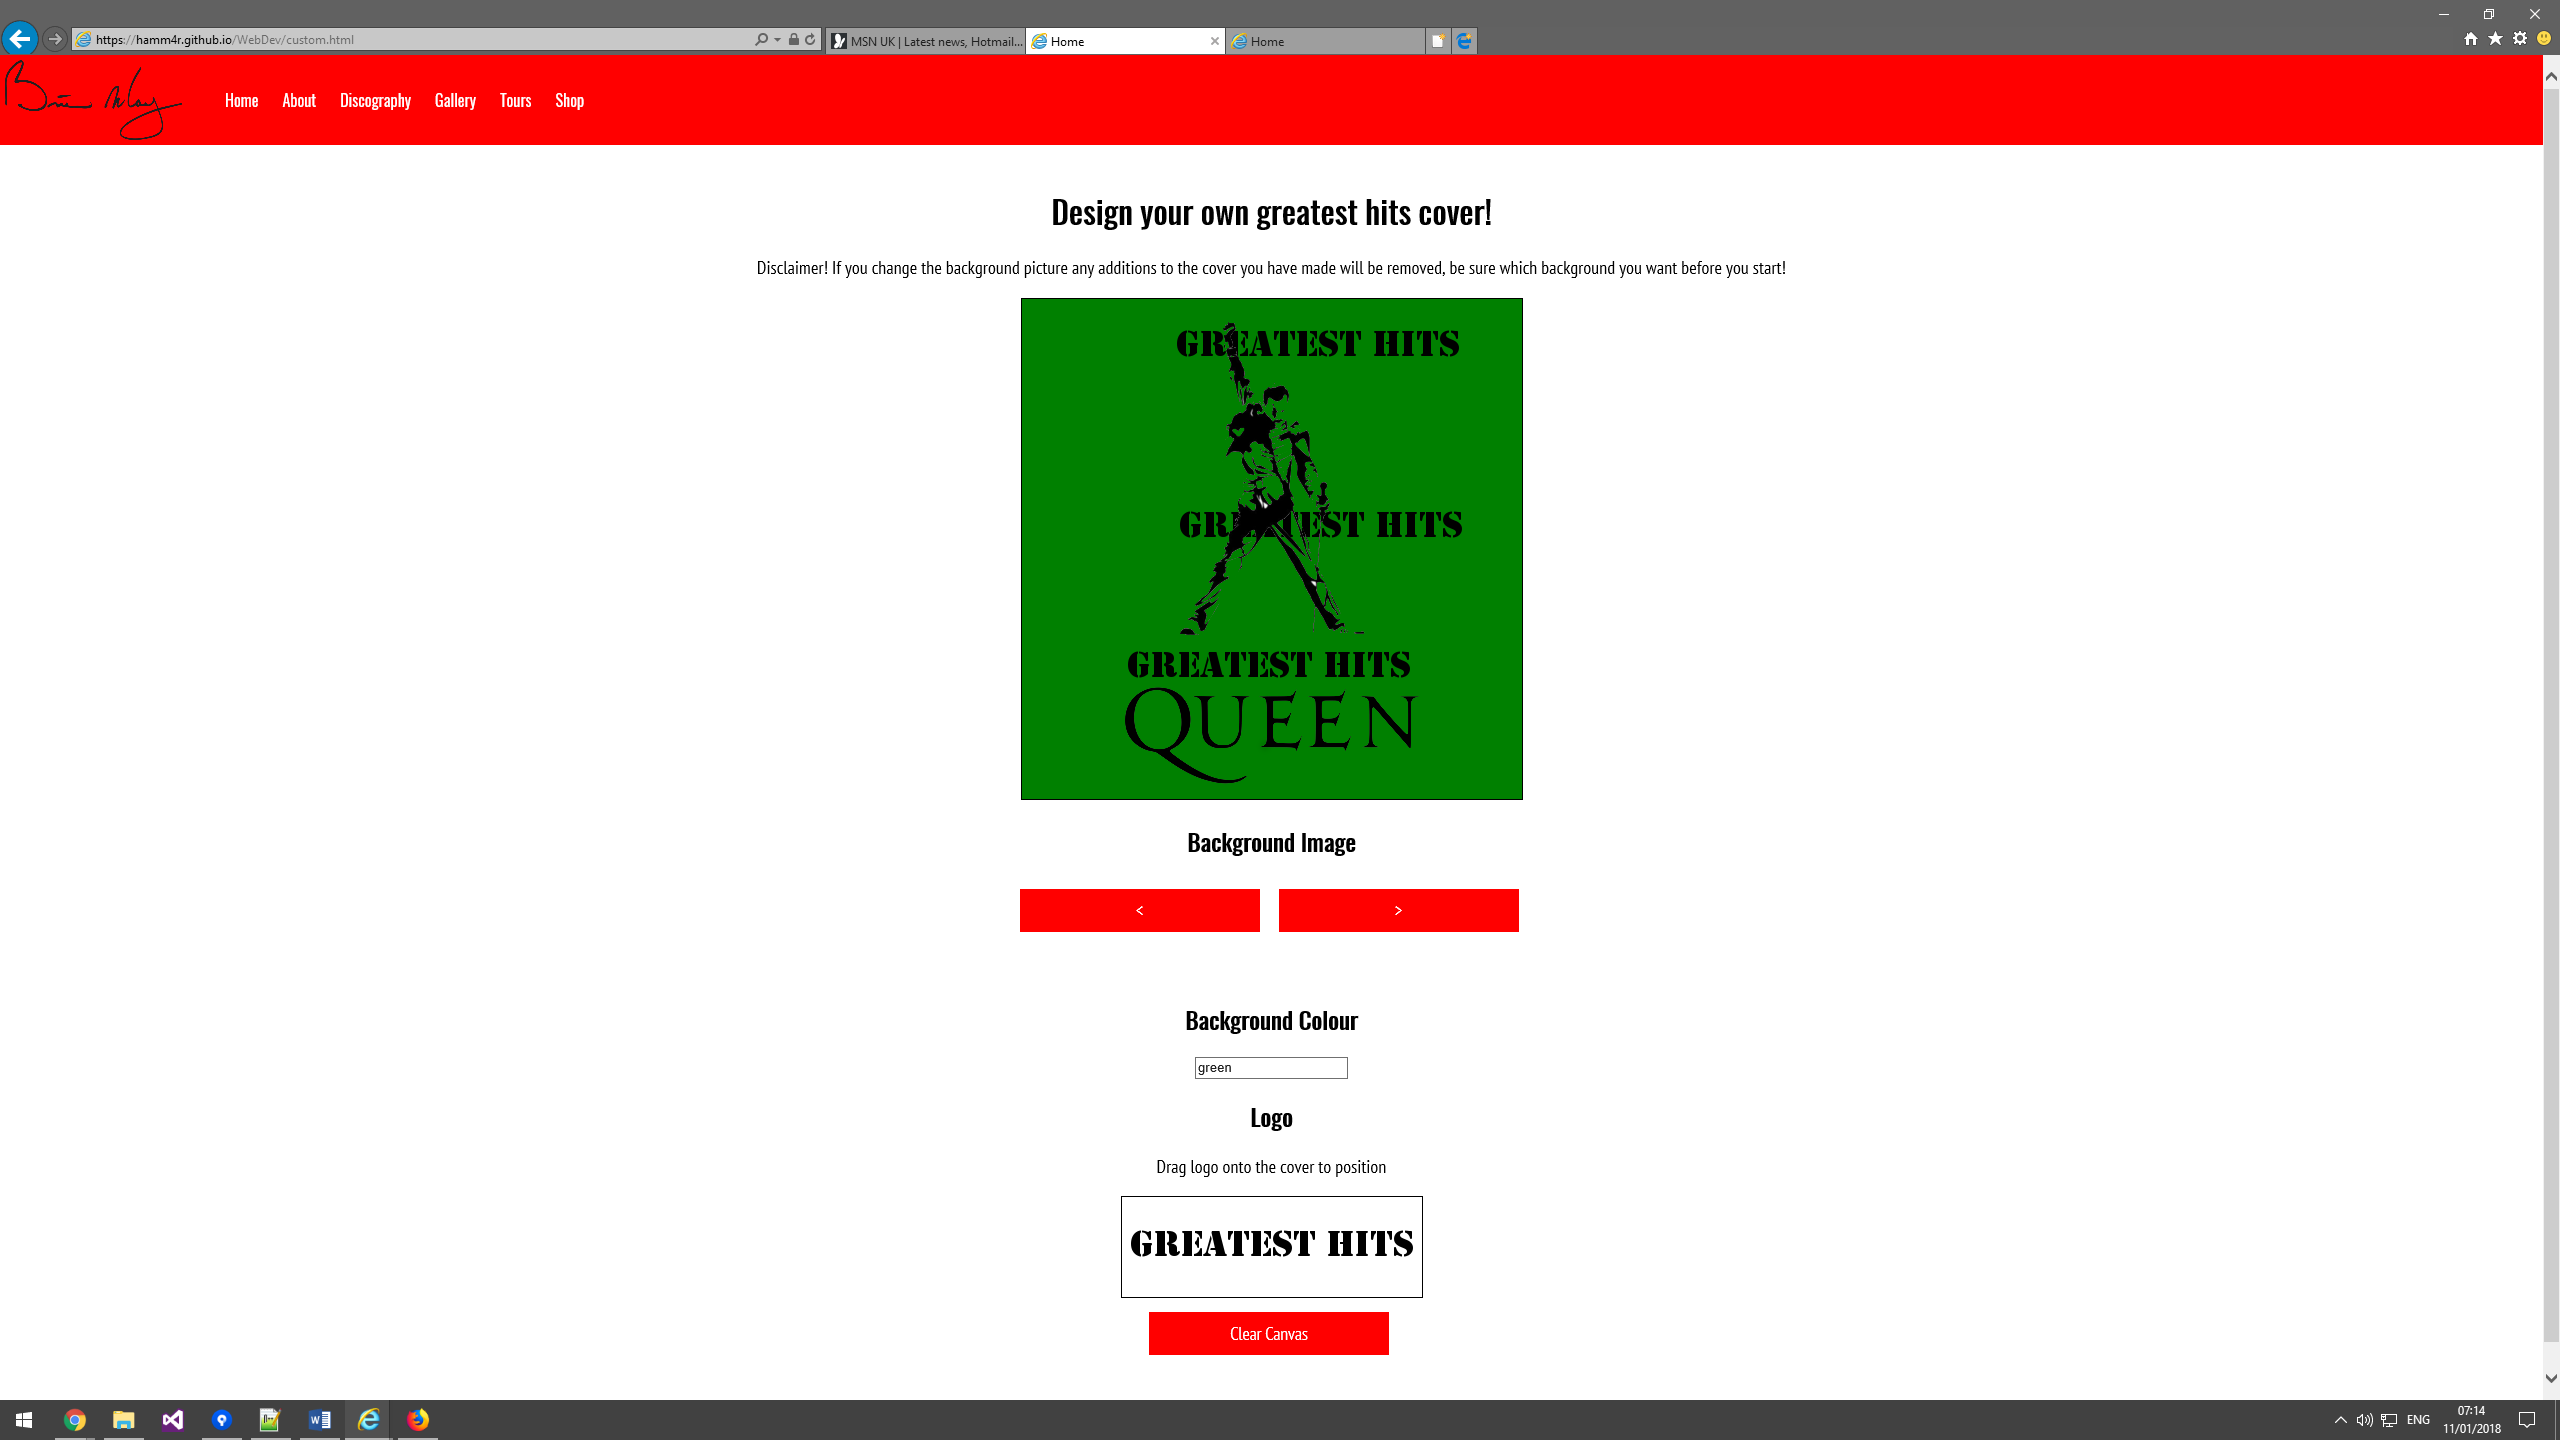 https://hamm4r.github.io/WebDev/custom.html
MSN UK | Latest news, Hotmail...
Home
Home
Brian May
Home About Discography Gallery Tours Shop
Design your own greatest hits cover!
Disclaimer! If you change the background picture any additions to the cover you have made will be removed, be sure which background you want before you start!
GREATEST HITS
GREATEST HITS
GREATEST HITS
QUEEN
Background Image
< >
Background Colour
green
Logo
Drag logo onto the cover to position
GREATEST HITS
Clear Canvas
ENG
07:14
11/01/2018